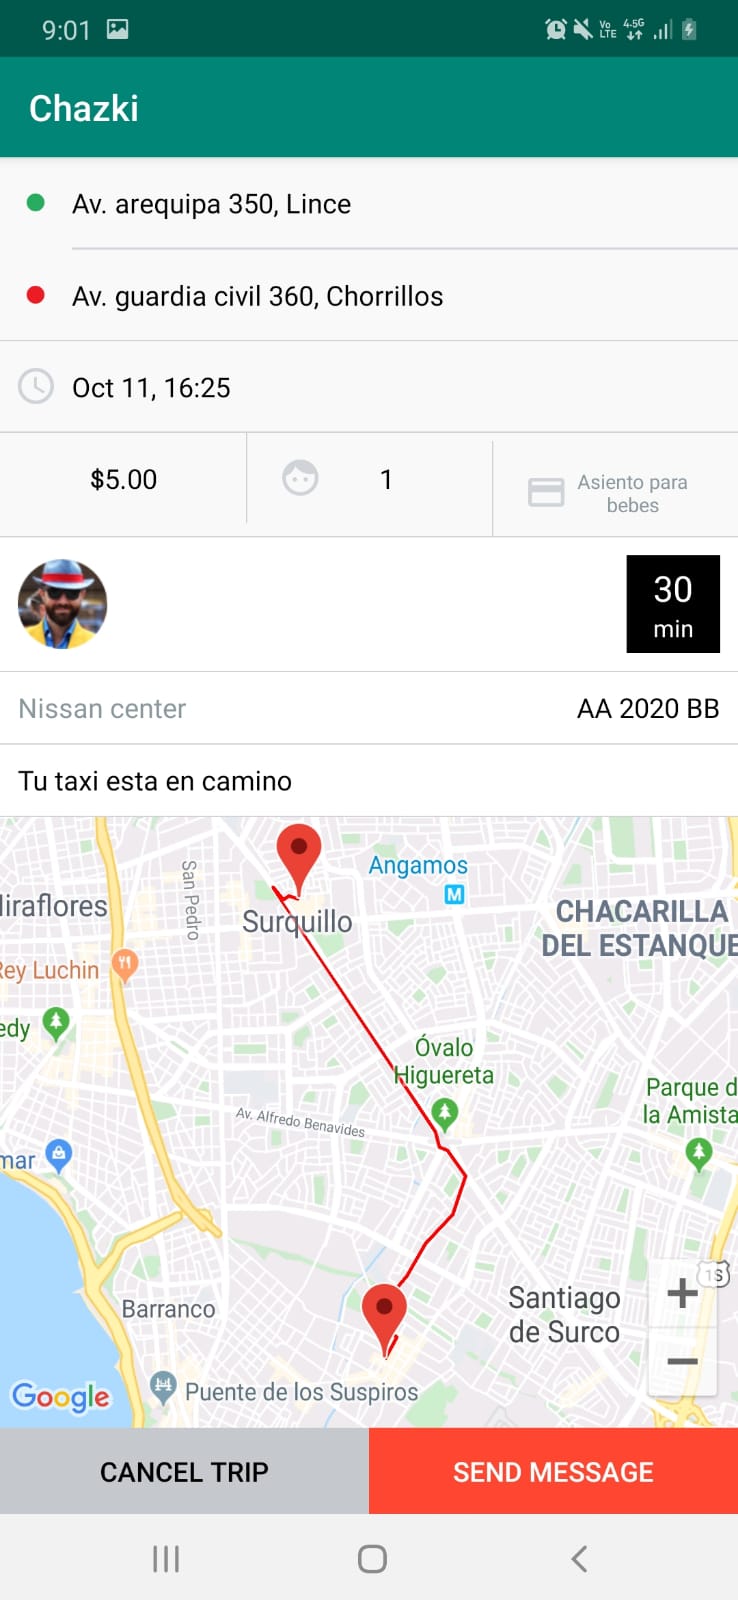 9:01
Vo LTE 4.5G
Chazki
Av. arequipa 350, Lince
Av. guardia civil 360, Chorrillos
Oct 11, 16:25
$5.00
1
Asiento para
bebes
30
min
Nissan center
AA 2020 BB
Tu taxi esta en camino
San Pedro
Angamos
M
liraflores
Surquillo
CHACARILLA
DEL ESTANQUE
Rey Luchin
edy
Óvalo
Higuereta
Parque d
la Amista
Av. Alfredo Benavides
mar
1S
+
Santiago
de Surco
−
Barranco
Puente de los Suspiros
Google
CANCEL TRIP
SEND MESSAGE